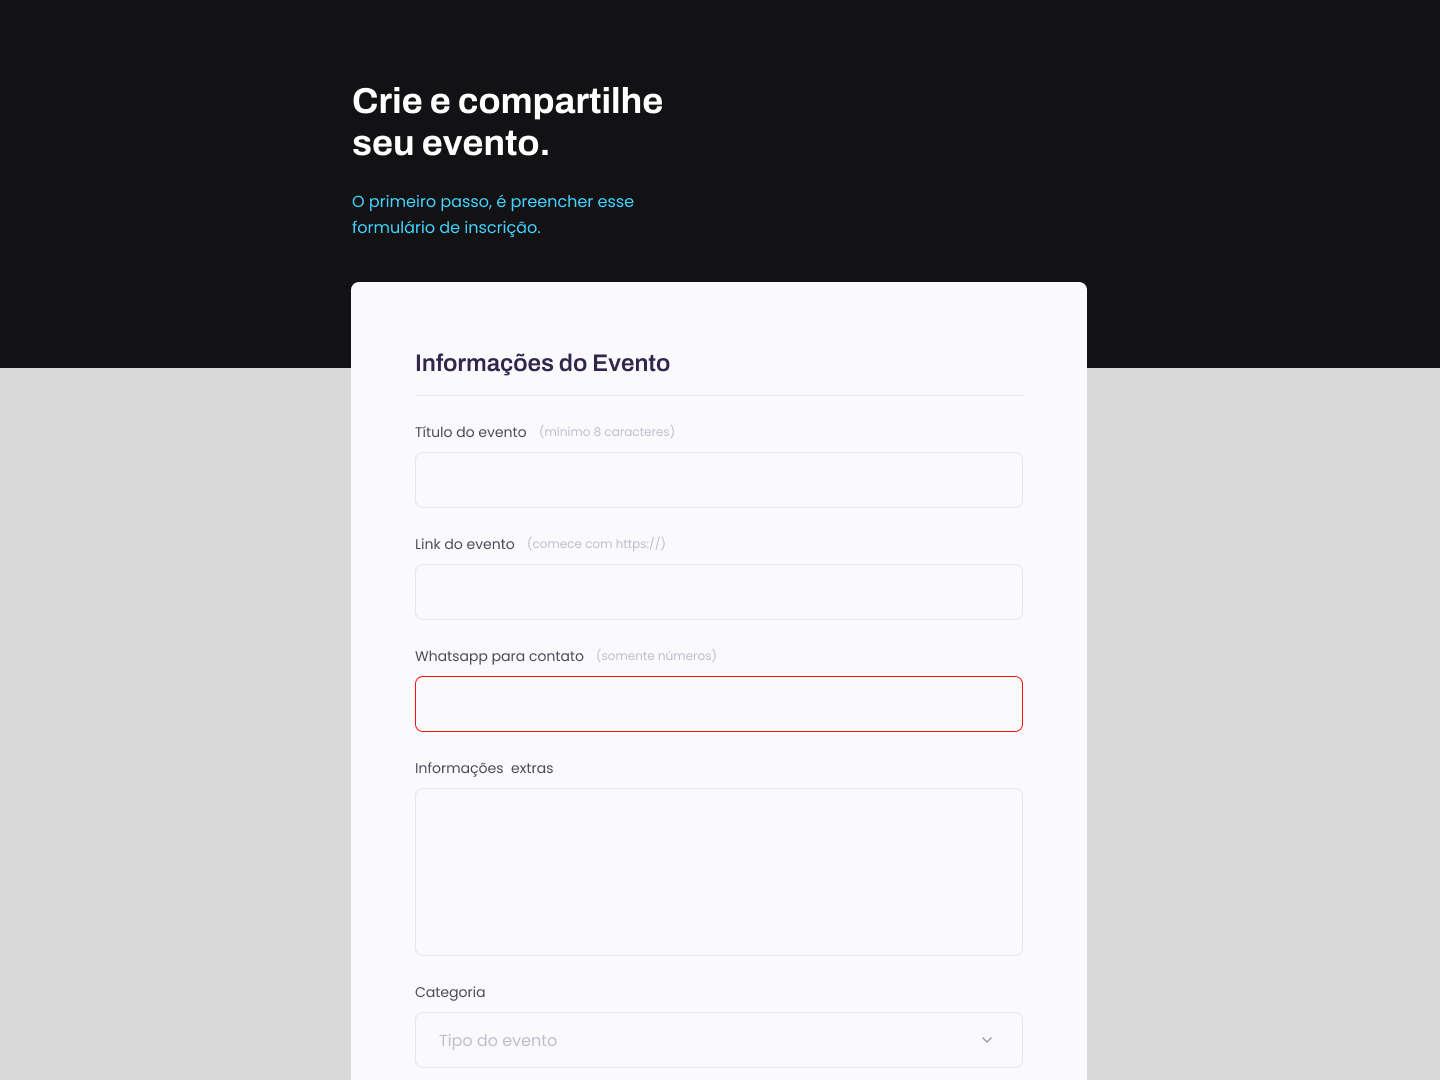 Crie e compartilhe
seu evento.
O primeiro passo, é preencher esse
formulário de inscrição.
Informações do Evento
Título do evento (mínimo 8 caracteres)
Link do evento (comece com https://)
Whatsapp para contato (somente números)
Informações extras
Categoria
Tipo do evento